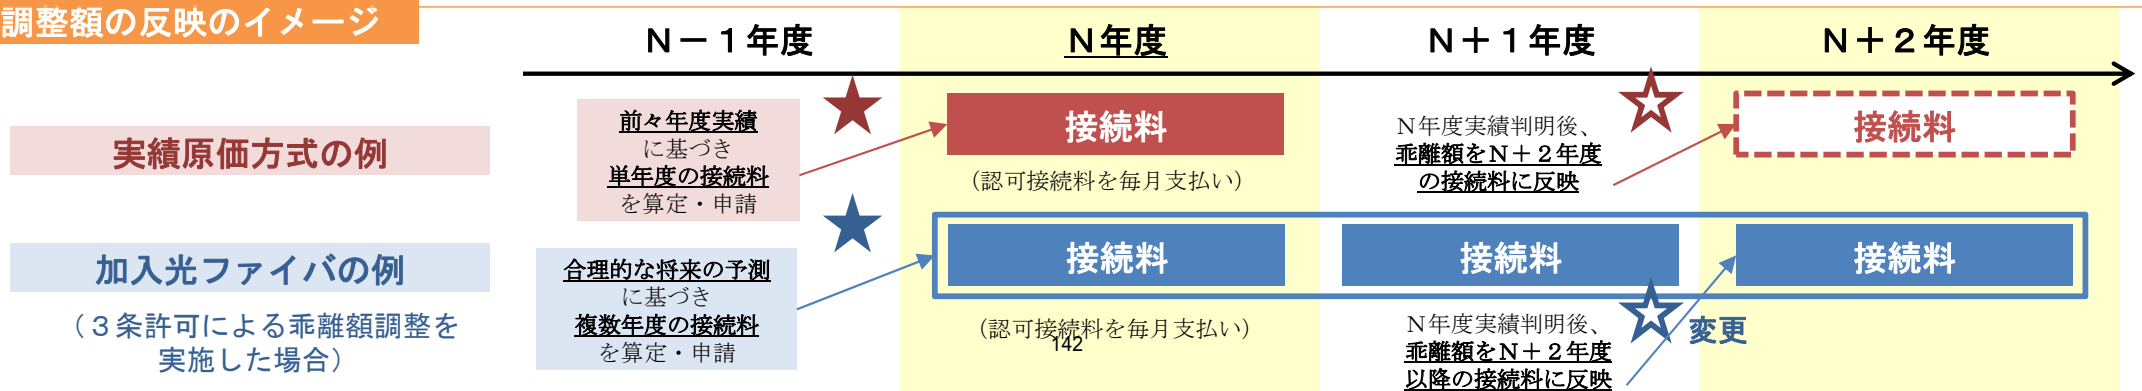 調整額の反映のイメージ
Ｎ－１年度
Ｎ年度
Ｎ＋１年度
Ｎ＋２年度
実績原価方式の例
前々年度実績
に基づき
単年度の接続料
を算定・申請
接続料
（認可接続料を毎月支払い）
Ｎ年度実績判明後、
乖離額をＮ＋２年度
の接続料に反映
接続料
加入光ファイバの例
（３条許可による乖離額調整を
実施した場合）
合理的な将来の予測
に基づき
複数年度の接続料
を算定・申請
接続料
接続料
接続料
（認可接続料を毎月支払い）
142
Ｎ年度実績判明後、
乖離額をＮ＋２年度
以降の接続料に反映
変更